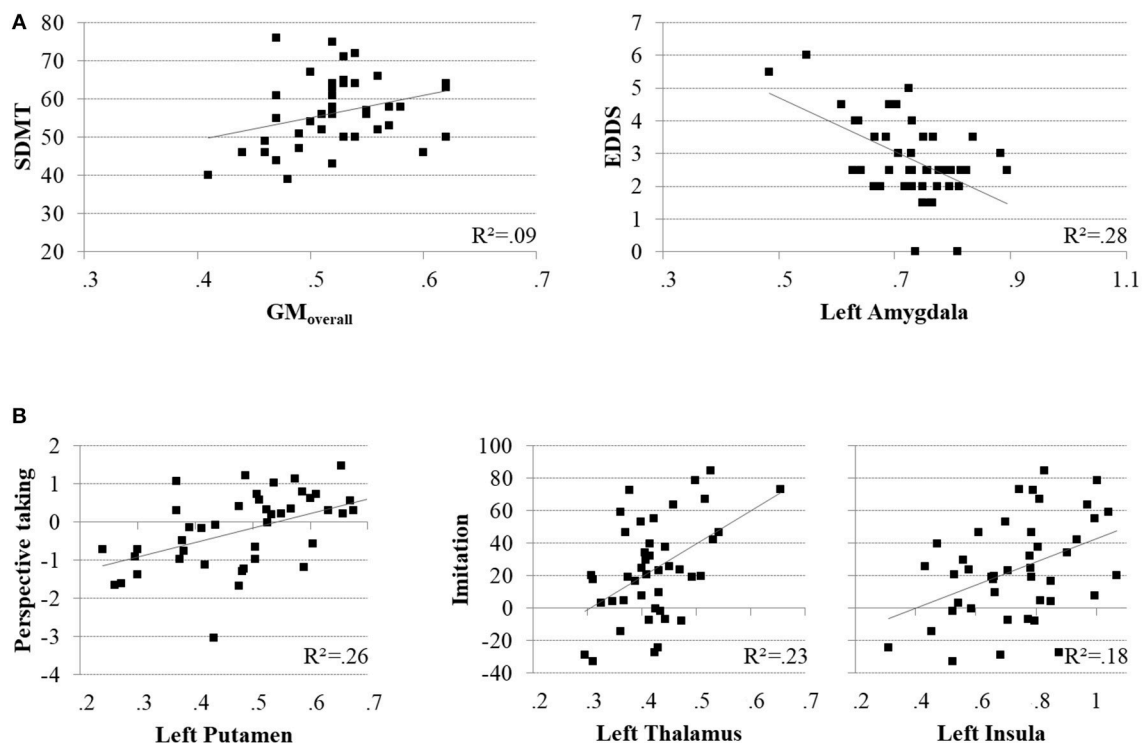 A
SDMT
80
70
60
50
40
30
20
.3 .4 .5 .6 .7
R²=.09
GMoverall
EDDS
7
6
5
4
3
2
1
0
.3 .5 .7 .9 1.1
R²=.28
Left Amygdala
B
Perspective taking
2
1
0
-1
-2
-3
-4
.2 .3 .4 .5 .6 .7
R²=.26
Left Putamen
Imitation
100
80
60
40
20
0
-20
-40
.2 .3 .4 .5 .6 .7
R²=.23
Left Thalamus
.2 .4 .6 .8 1
R²=.18
Left Insula